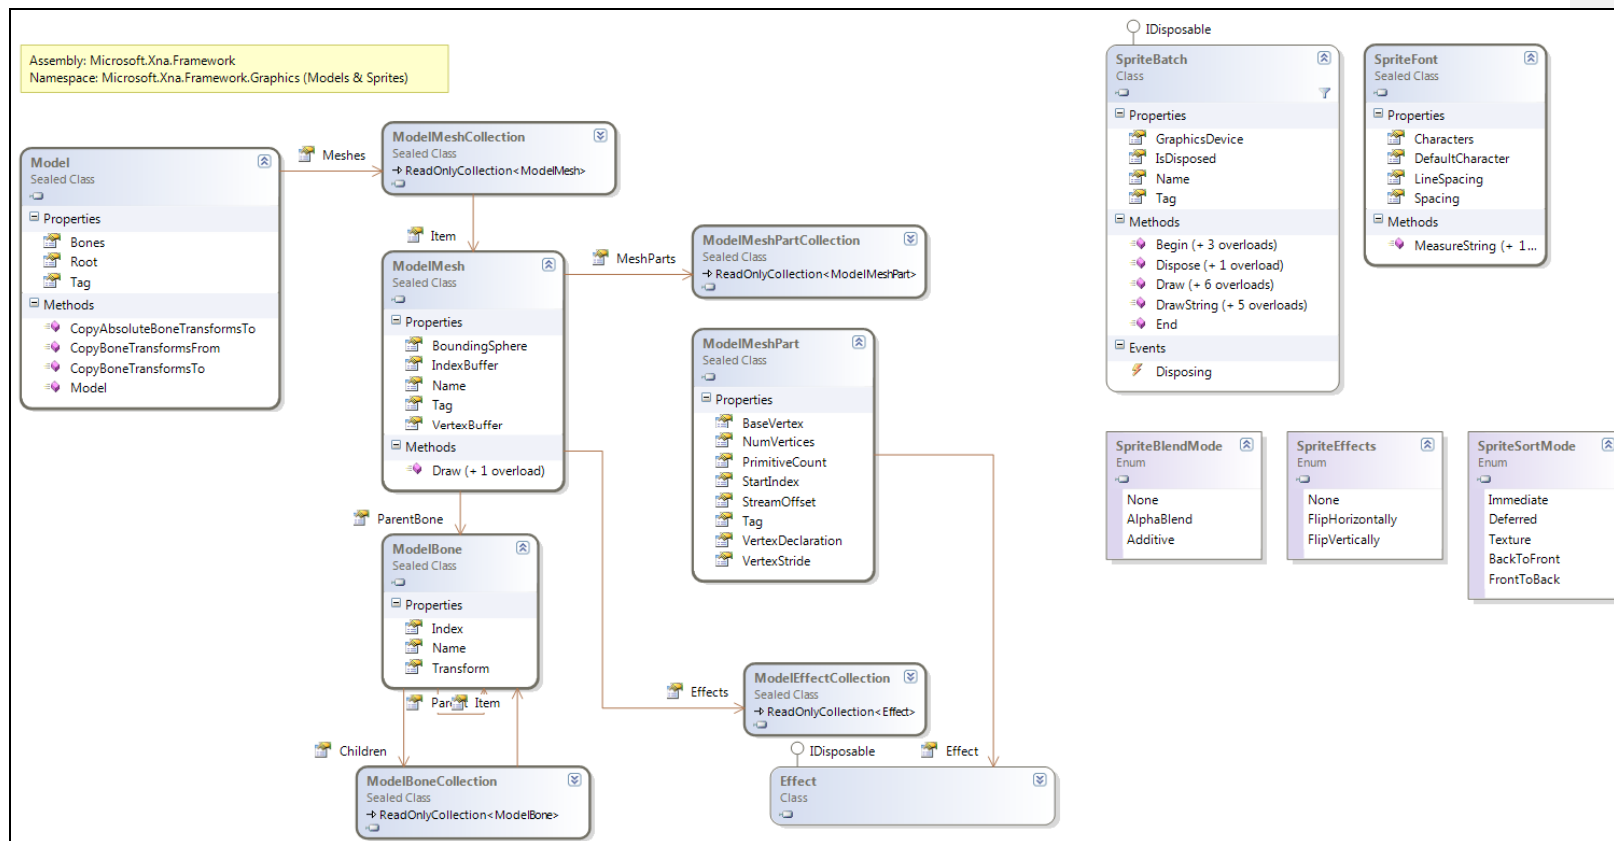 Assembly: Microsoft.Xna.Framework
Namespace: Microsoft.Xna.Framework.Graphics (Models & Sprites)
Model
Sealed Class
Properties
Bones
Root
Tag
Methods
CopyAbsoluteBoneTransformsTo
CopyBoneTransformsFrom
CopyBoneTransformsTo
Model
Meshes
ModelMeshCollection
Sealed Class
ReadOnlyCollection<ModelMesh>
Item
ModelMesh
Sealed Class
Properties
BoundingSphere
IndexBuffer
Name
Tag
VertexBuffer
Methods
Draw (+ 1 overload)
MeshParts
ModelMeshPartCollection
Sealed Class
ReadOnlyCollection<ModelMeshPart>
ModelMeshPart
Sealed Class
Properties
BaseVertex
NumVertices
PrimitiveCount
StartIndex
StreamOffset
Tag
VertexDeclaration
VertexStride
ParentBone
ModelBone
Sealed Class
Properties
Index
Name
Transform
Item
Children
ModelBoneCollection
Sealed Class
ReadOnlyCollection<ModelBone>
Effects
ModelEffectCollection
Sealed Class
ReadOnlyCollection<Effect>
IDisposable
Effect
Effect
Class
IDisposable
SpriteBatch
Class
Properties
GraphicsDevice
IsDisposed
Name
Tag
Methods
Begin (+ 3 overloads)
Dispose (+ 1 overload)
Draw (+ 6 overloads)
DrawString (+ 5 overloads)
End
Events
Disposing
SpriteFont
Sealed Class
Properties
Characters
DefaultCharacter
LineSpacing
Spacing
Methods
MeasureString (+ 1...
SpriteBlendMode
Enum
None
AlphaBlend
Additive
SpriteEffects
Enum
None
FlipHorizontally
FlipVertically
SpriteSortMode
Enum
Immediate
Deferred
Texture
BackToFront
FrontToBack